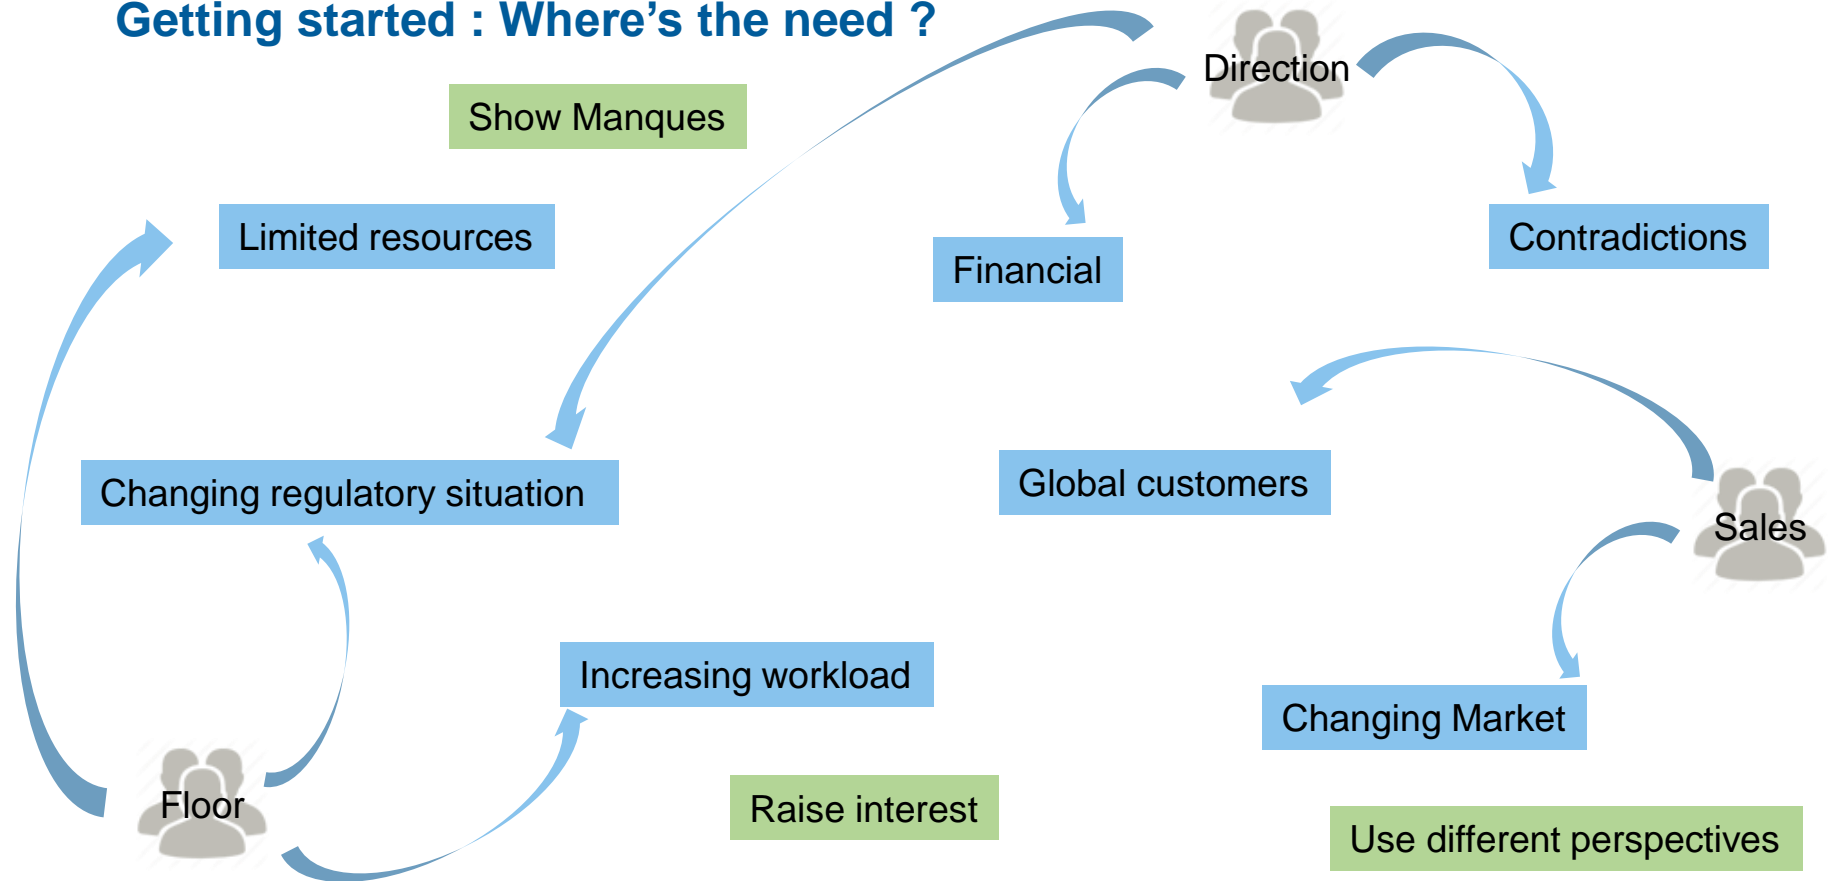 Getting started : Where's the need ?
Direction
Show Manques
Limited resources
Financial
Contradictions
Changing regulatory situation
Global customers
Sales
Increasing workload
Changing Market
Floor
Raise interest
Use different perspectives